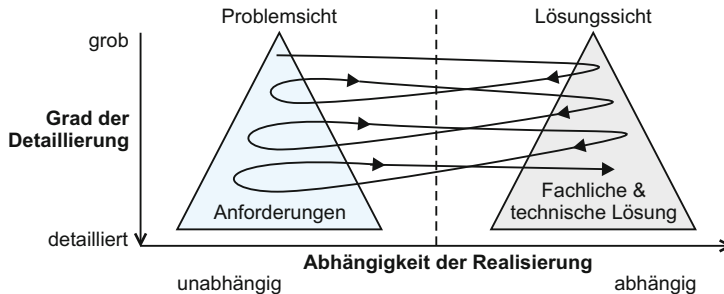 Problemsicht
Lösungssicht
grob
Grad der
Detaillierung
Anforderungen
Fachliche &
technische Lösung
detailliert
Abhängigkeit der Realisierung
unabhängig
abhängig